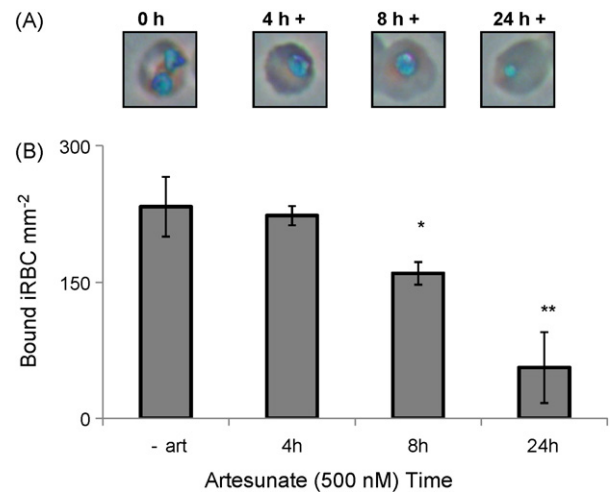 (A) 0 h 4 h + 8 h + 24 h +
(B)
300
150
0
Bound iRBC mm-2
*
**
- art 4h 8h 24h
Artesunate (500 nM) Time